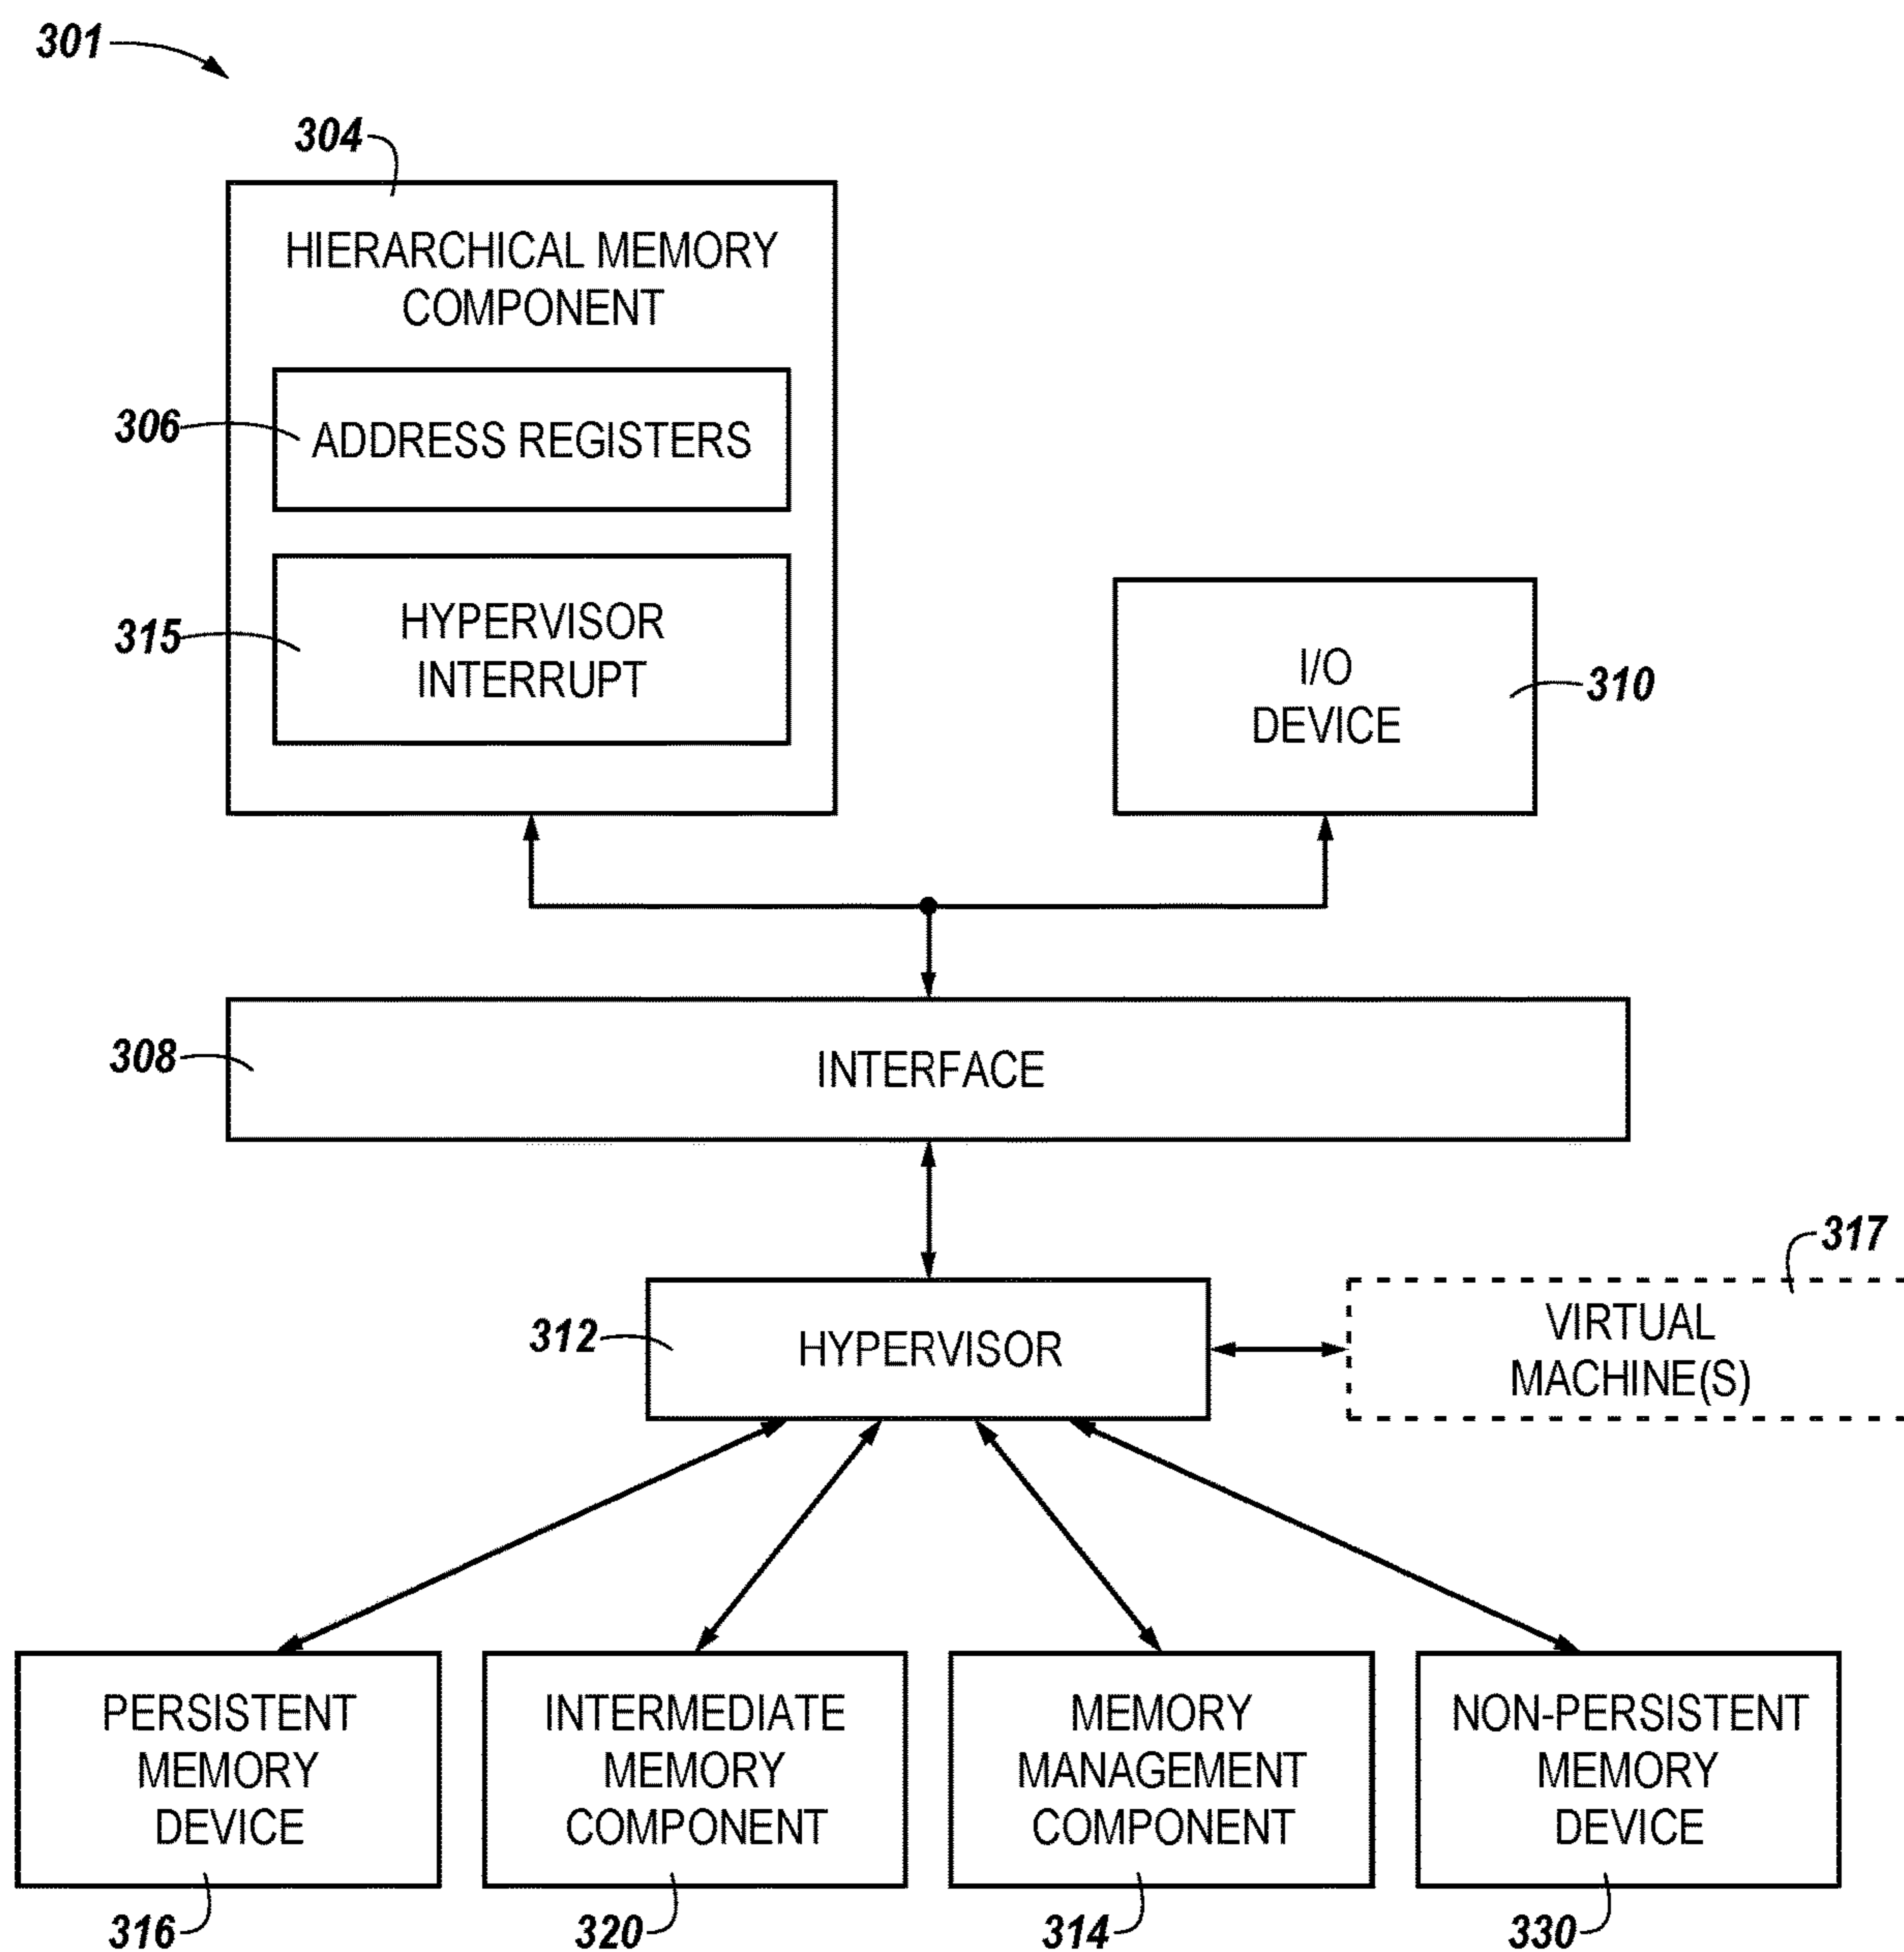 301
304
HIERARCHICAL MEMORY
COMPONENT
306
ADDRESS REGISTERS
315
HYPERVISOR
INTERRUPT
I/O
DEVICE
310
308
INTERFACE
317
312
HYPERVISOR
VIRTUAL
MACHINE(S)
PERSISTENT
MEMORY
DEVICE
INTERMEDIATE
MEMORY
COMPONENT
MEMORY
MANAGEMENT
COMPONENT
NON-PERSISTENT
MEMORY
DEVICE
316
320
314
330